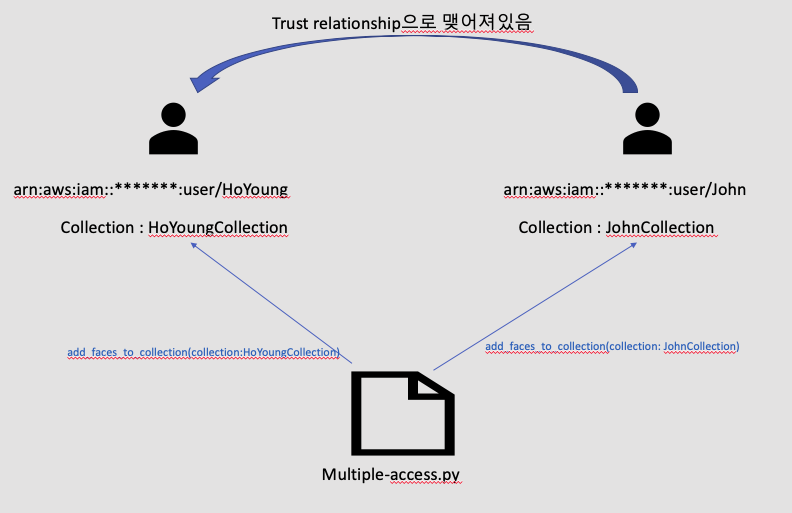 Trust relationship으로 맺어져있음
arn:aws:iam::*******:user/HoYoung
arn:aws:iam::*******:user/John
Collection : HoYoungCollection
Collection : JohnCollection
add_faces_to_collection(collection:HoYoungCollection)
add_faces_to_collection(collection: JohnCollection)
Multiple-access.py